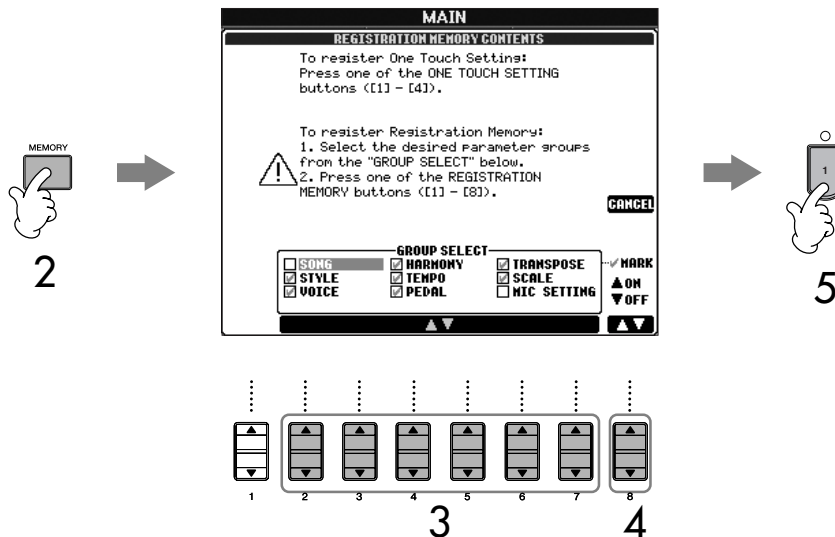 MAIN
REGISTRATION MEMORY CONTENTS
To register One Touch Setting:
Press one of the ONE TOUCH SETTING
buttons ([1] - [4]).
To register Registration Memory:
1. Select the desired parameter groups
from the "GROUP SELECT" below.
2. Press one of the REGISTRATION
MEMORY buttons ([1] - [8]).
CANCEL
MEMORY
2
1
5
GROUP SELECT
SONG HARMONY TRANSPOSE MARK
STYLE TEMPO SCALE ▲ON
VOICE PEDAL MIC SETTING ▼OFF
▲▼ ▲▼
1 2 3 4 5 6 7 8
3 4